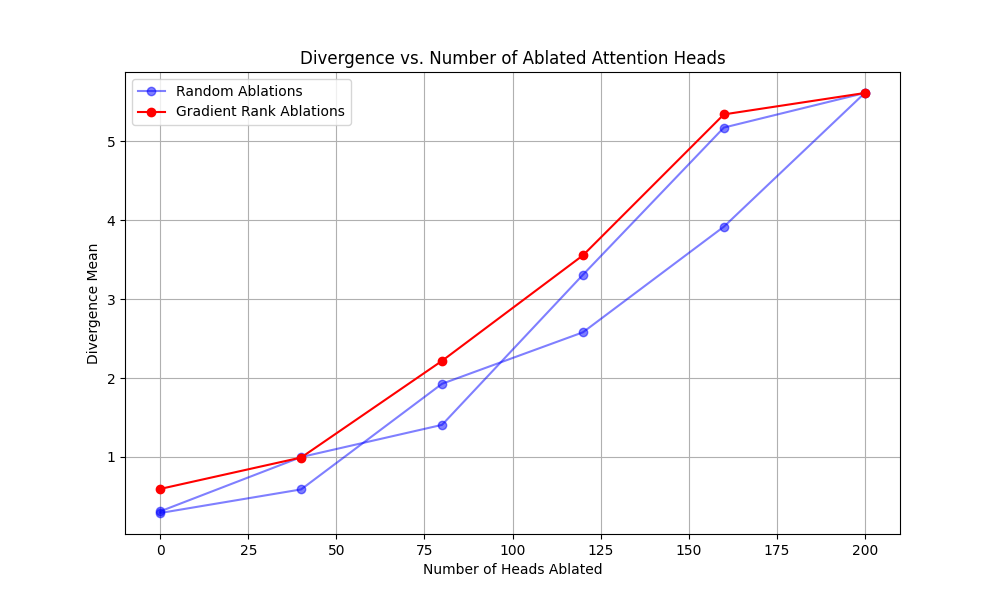 Divergence vs. Number of Ablated Attention Heads
Random Ablations
Gradient Rank Ablations
Divergence Mean
5
4
3
2
1
0 25 50 75 100 125 150 175 200
Number of Heads Ablated